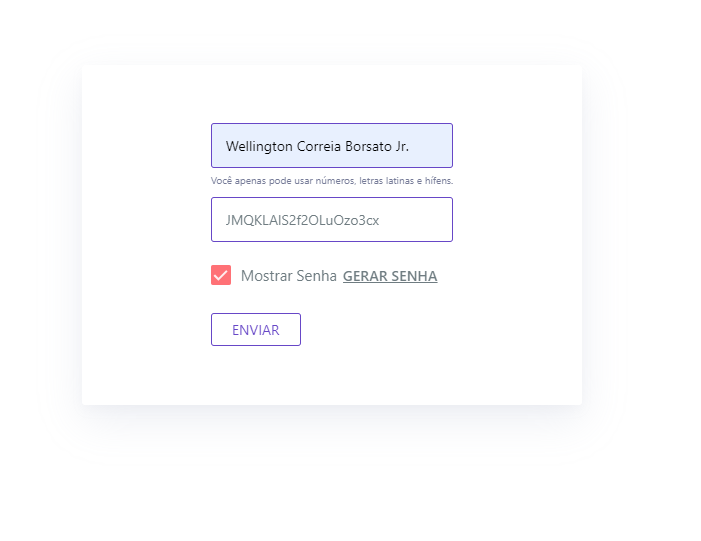 Wellington Correia Borsato Jr.
Você apenas pode usar números, letras latinas e hífens.
JMQKLAIS2f2OLuOzo3cx
Mostrar Senha GERAR SENHA
ENVIAR